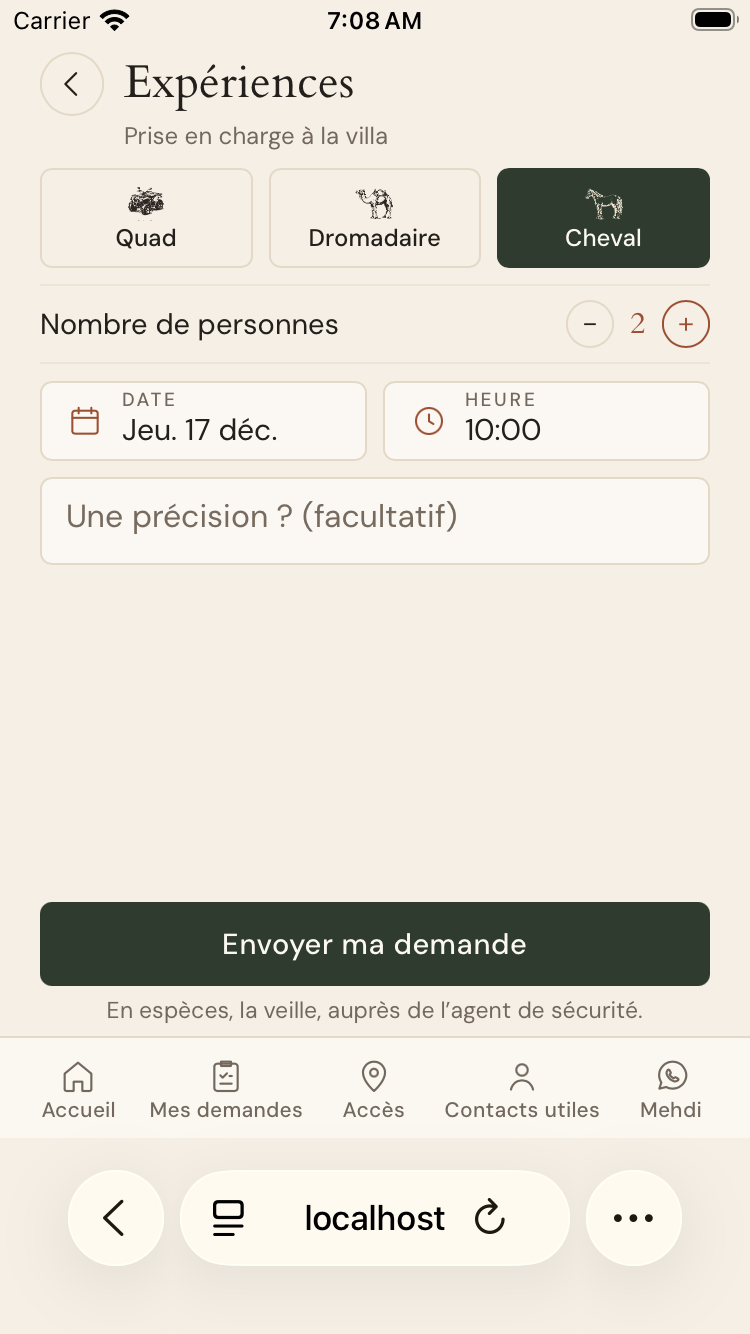 Carrier 7:08 AM
Expériences
Prise en charge à la villa
Quad Dromadaire Cheval
Nombre de personnes − 2 +
DATE HEURE
Jeu. 17 déc. 10:00
Une précision ? (facultatif)
Envoyer ma demande
En espèces, la veille, auprès de l’agent de sécurité.
Accueil Mes demandes Accès Contacts utiles Mehdi
localhost